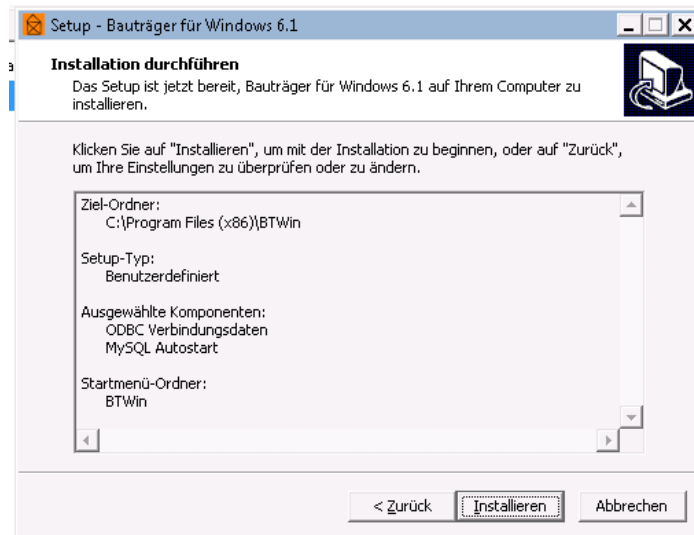 Setup - Bauträger für Windows 6.1
Installation durchführen
Das Setup ist jetzt bereit, Bauträger für Windows 6.1 auf Ihrem Computer zu
installieren.
Klicken Sie auf "Installieren", um mit der Installation zu beginnen, oder auf "Zurück",
um Ihre Einstellungen zu überprüfen oder zu ändern.
Ziel-Ordner:
C:\Program Files (x86)\BTWin
Setup-Typ:
Benutzerdefiniert
Ausgewählte Komponenten:
ODBC Verbindungsdaten
MySQL Autostart
Startmenü-Ordner:
BTWin
< Zurück
Installieren
Abbrechen